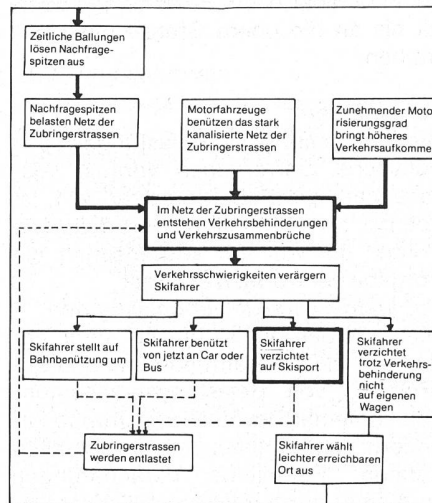 Zeitliche Ballungen
lösen Nachfrage-
spitzen aus
Nachfragespitzen
belasten Netz der
Zubringerstrassen
Motorfahrzeuge
benützen das stark
kanalisierte Netz der
Zubringerstrassen
Zunehmender Moto
risierungsgrad
bringt höheres
Verkehrsaufkomme
Im Netz der Zubringerstrassen
entstehen Verkehrsbehinderungen
und Verkehrszusammenbrüche
Verkehrsschwierigkeiten verärgern
Skifahrer
Skifahrer stellt auf
Bahnbenützung um
Skifahrer benützt
von jetzt an Car oder
Bus
Skifahrer
verzichtet
auf Skisport
Skifahrer
verzichtet
trotz Verkehrs-
behinderung
nicht
auf eigenen
Wagen
Zubringerstrassen
werden entlastet
Skifahrer wählt
leichter erreichbaren
Ort aus